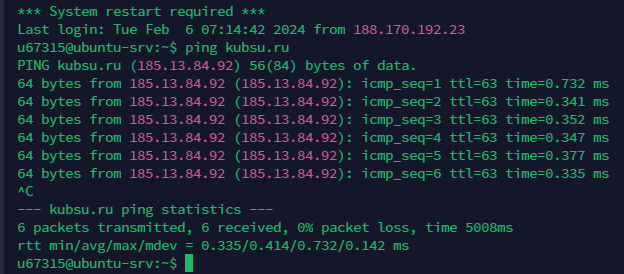 *** System restart required ***
Last login: Tue Feb  6 07:14:42 2024 from 188.170.192.23
u67315@ubuntu-srv:~$ ping kubsu.ru
PING kubsu.ru (185.13.84.92) 56(84) bytes of data.
64 bytes from 185.13.84.92 (185.13.84.92): icmp_seq=1 ttl=63 time=0.732 ms
64 bytes from 185.13.84.92 (185.13.84.92): icmp_seq=2 ttl=63 time=0.341 ms
64 bytes from 185.13.84.92 (185.13.84.92): icmp_seq=3 ttl=63 time=0.352 ms
64 bytes from 185.13.84.92 (185.13.84.92): icmp_seq=4 ttl=63 time=0.347 ms
64 bytes from 185.13.84.92 (185.13.84.92): icmp_seq=5 ttl=63 time=0.377 ms
64 bytes from 185.13.84.92 (185.13.84.92): icmp_seq=6 ttl=63 time=0.335 ms
^C
--- kubsu.ru ping statistics ---
6 packets transmitted, 6 received, 0% packet loss, time 5008ms
rtt min/avg/max/mdev = 0.335/0.414/0.732/0.142 ms
u67315@ubuntu-srv:~$